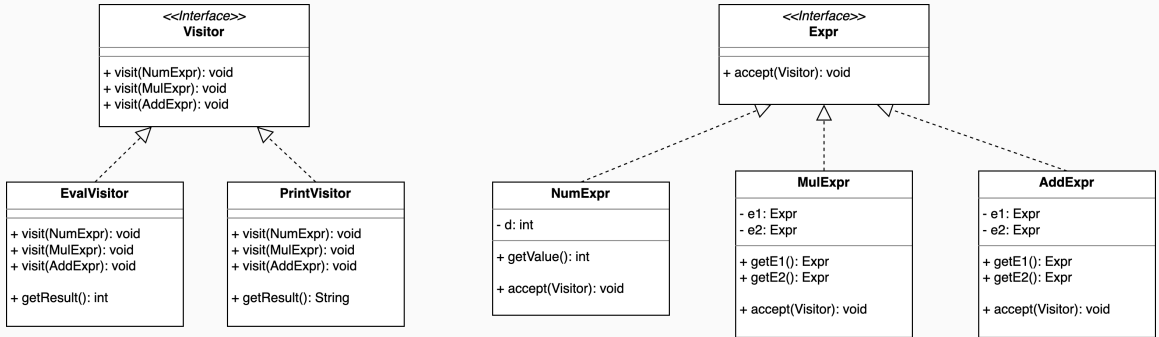 <<Interface>>
Visitor
+ visit(NumExpr): void
+ visit(MulExpr): void
+ visit(AddExpr): void
EvalVisitor
+ visit(NumExpr): void
+ visit(MulExpr): void
+ visit(AddExpr): void
+ getResult(): int
PrintVisitor
+ visit(NumExpr): void
+ visit(MulExpr): void
+ visit(AddExpr): void
+ getResult(): String
<<Interface>>
Expr
+ accept(Visitor): void
NumExpr
- d: int
+ getValue(): int
+ accept(Visitor): void
MulExpr
- e1: Expr
- e2: Expr
+ getE1(): Expr
+ getE2(): Expr
+ accept(Visitor): void
AddExpr
- e1: Expr
- e2: Expr
+ getE1(): Expr
+ getE2(): Expr
+ accept(Visitor): void